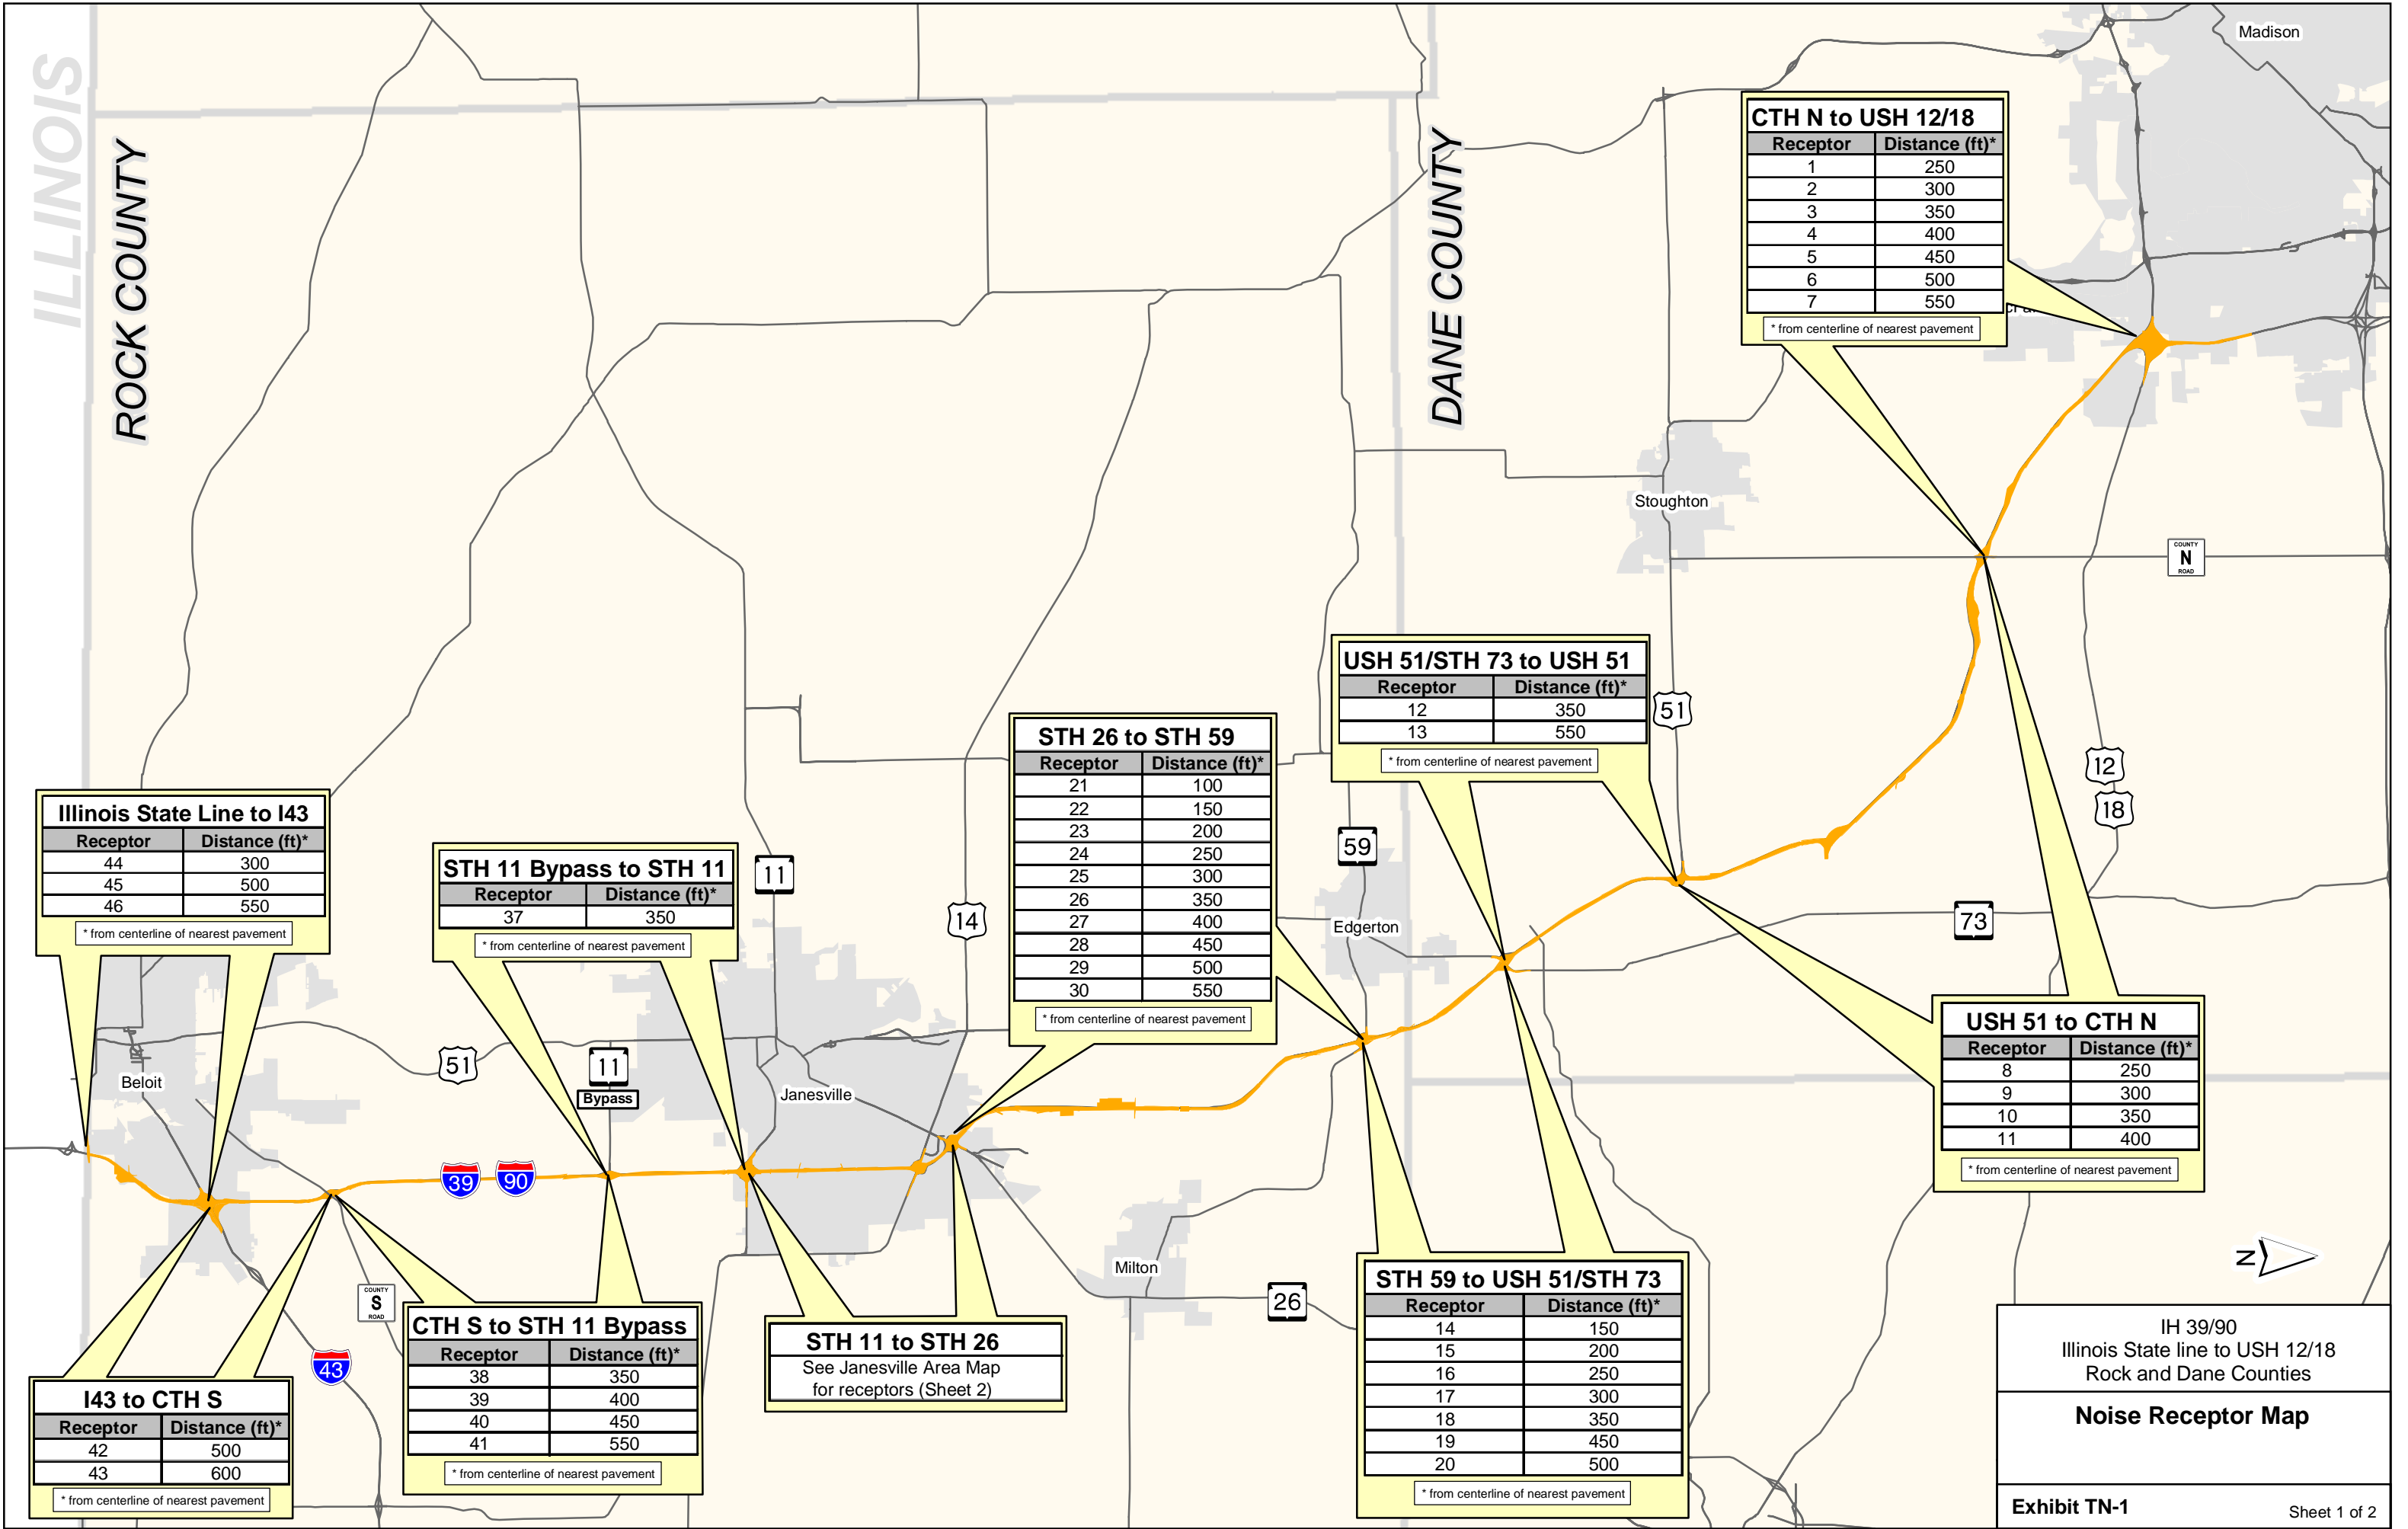 ILLINOIS
ROCK COUNTY
DANE COUNTY
Madison
CTH N to USH 12/18
Receptor Distance (ft)*
1 250
2 300
3 350
4 400
5 450
6 500
7 550
* from centerline of nearest pavement
Stoughton
COUNTY
N
ROAD
USH 51/STH 73 to USH 51
Receptor Distance (ft)*
12 350
13 550
* from centerline of nearest pavement
51
12
18
STH 26 to STH 59
Receptor Distance (ft)*
21 100
22 150
23 200
24 250
25 300
26 350
27 400
28 450
29 500
30 550
* from centerline of nearest pavement
Illinois State Line to I43
Receptor Distance (ft)*
44 300
45 500
46 550
* from centerline of nearest pavement
STH 11 Bypass to STH 11
Receptor Distance (ft)*
37 350
* from centerline of nearest pavement
11
14
59
Edgerton
73
USH 51 to CTH N
Receptor Distance (ft)*
8 250
9 300
10 350
11 400
* from centerline of nearest pavement
Beloit
51
11
Bypass
Janesville
39
90
Milton
26
N
COUNTY
S
ROAD
43
I43 to CTH S
Receptor Distance (ft)*
42 500
43 600
* from centerline of nearest pavement
CTH S to STH 11 Bypass
Receptor Distance (ft)*
38 350
39 400
40 450
41 550
* from centerline of nearest pavement
STH 11 to STH 26
See Janesville Area Map
for receptors (Sheet 2)
STH 59 to USH 51/STH 73
Receptor Distance (ft)*
14 150
15 200
16 250
17 300
18 350
19 450
20 500
* from centerline of nearest pavement
IH 39/90
Illinois State line to USH 12/18
Rock and Dane Counties
Noise Receptor Map
Exhibit TN-1
Sheet 1 of 2